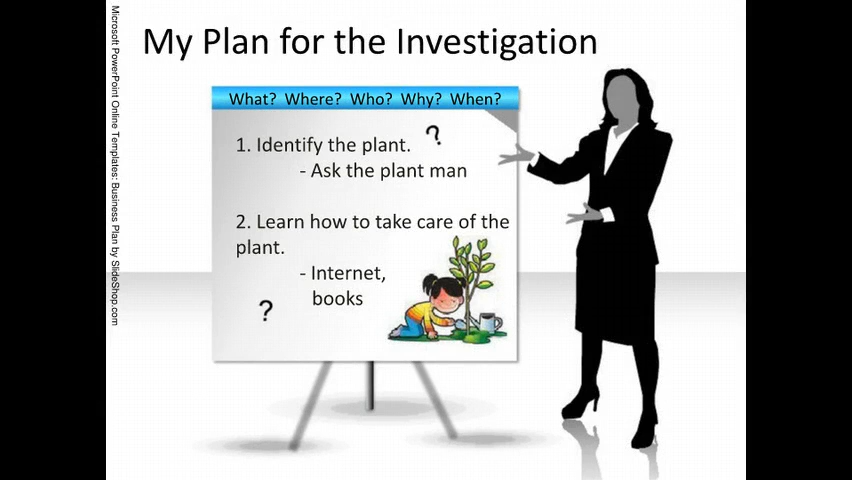 My Plan for the Investigation
What? Where? Who? Why? When?
1. Identify the plant.
?
- Ask the plant man
2. Learn how to take care of the
plant.
- Internet,
books
?
Microsoft PowerPoint Online Templates: Business Plan by SlideShop.com